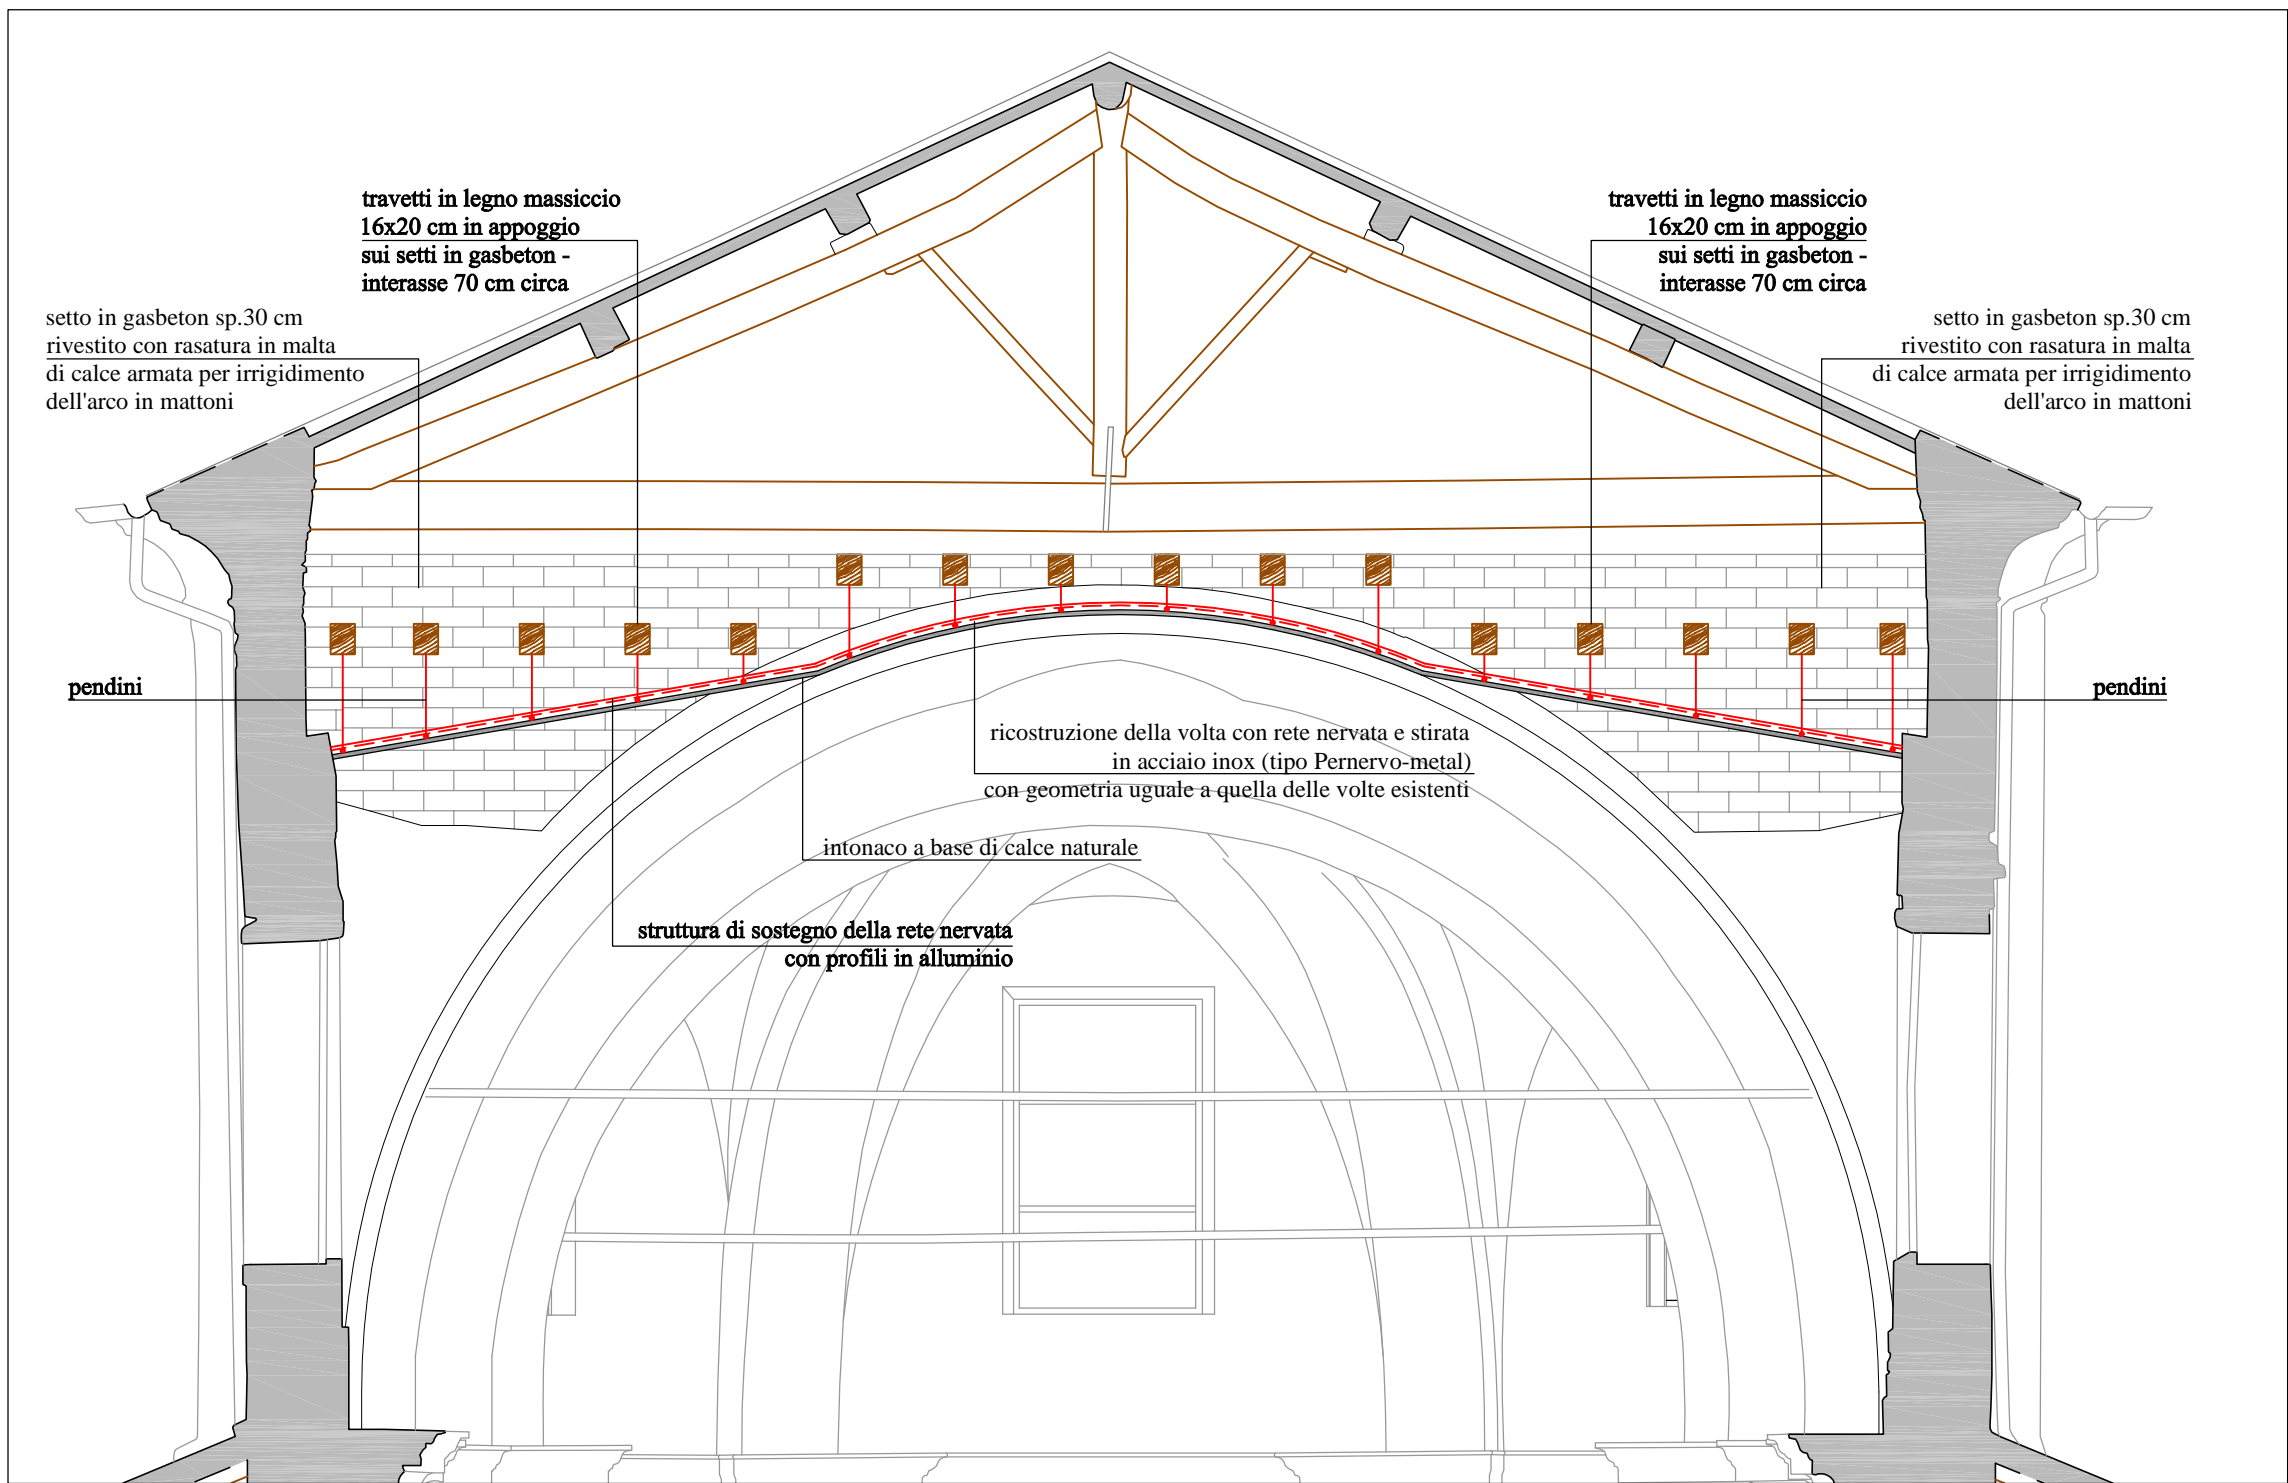 travetti in legno massiccio
16x20 cm in appoggio
sui setti in gasbeton -
interasse 70 cm circa
travetti in legno massiccio
16x20 cm in appoggio
sui setti in gasbeton -
interasse 70 cm circa
setto in gasbeton sp.30 cm
rivestito con rasatura in malta
di calce armata per irrigidimento
dell'arco in mattoni
setto in gasbeton sp.30 cm
rivestito con rasatura in malta
di calce armata per irrigidimento
dell'arco in mattoni
pendini
pendini
ricostruzione della volta con rete nervata e stirata
in acciaio inox (tipo Pernervo-metal)
con geometria uguale a quella delle volte esistenti
intonaco a base di calce naturale
struttura di sostegno della rete nervata
con profili in alluminio